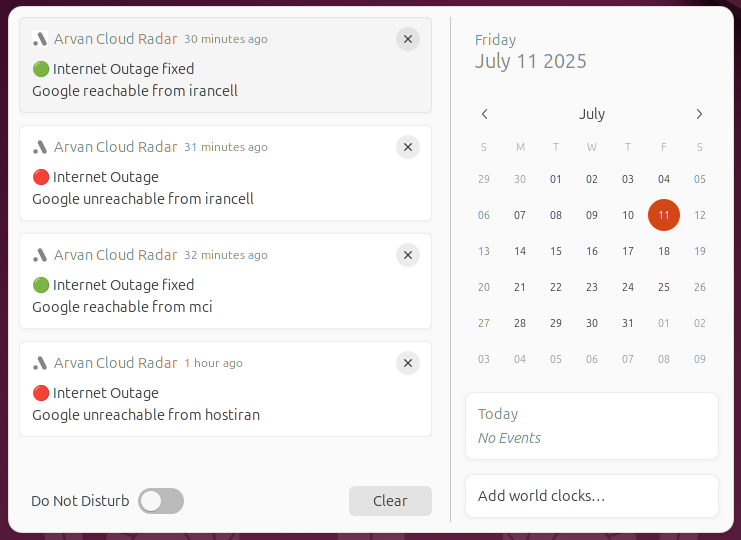 Arvan Cloud Radar 30 minutes ago
Internet Outage fixed
Google reachable from irancell
Arvan Cloud Radar 31 minutes ago
Internet Outage
Google unreachable from irancell
Arvan Cloud Radar 32 minutes ago
Internet Outage fixed
Google reachable from mci
Arvan Cloud Radar 1 hour ago
Internet Outage
Google unreachable from hostiran
Do Not Disturb
Clear
Friday
July 11 2025
July
S M T W T F S
29 30 01 02 03 04 05
06 07 08 09 10 11 12
13 14 15 16 17 18 19
20 21 22 23 24 25 26
27 28 29 30 31 01 02
03 04 05 06 07 08 09
Today
No Events
Add world clocks…